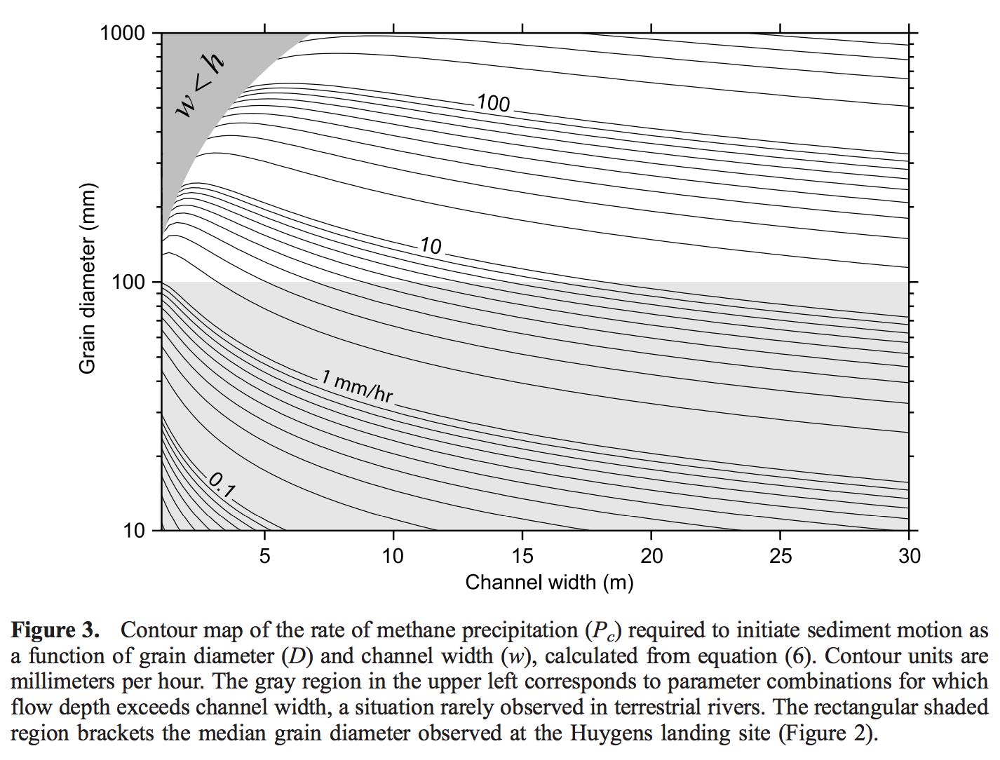 1000
w < h
100
10
Grain diameter (mm)
100
1 mm/hr
0.1
10
5 10 15 20 25 30
Channel width (m)
Figure 3. Contour map of the rate of methane precipitation (Pc) required to initiate sediment motion as
a function of grain diameter (D) and channel width (w), calculated from equation (6). Contour units are
millimeters per hour. The gray region in the upper left corresponds to parameter combinations for which
flow depth exceeds channel width, a situation rarely observed in terrestrial rivers. The rectangular shaded
region brackets the median grain diameter observed at the Huygens landing site (Figure 2).